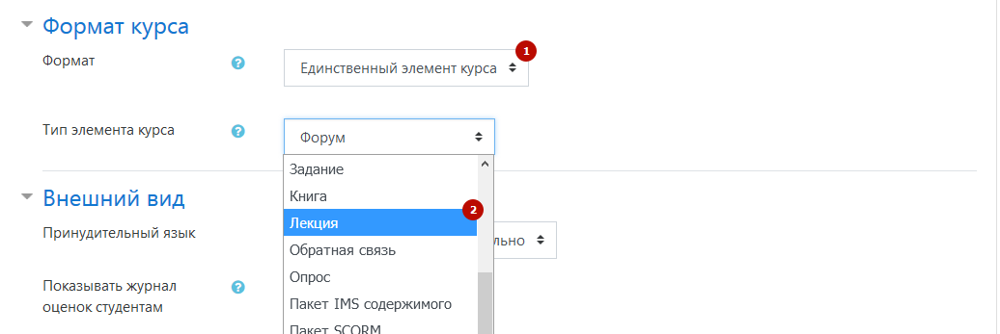 Формат курса
Формат
Единственный элемент курса
1
Тип элемента курса
Форум
Задание
Книга
Лекция
2
Обратная связь
Опрос
Пакет IMS содержимого
Пакет SCORM
Внешний вид
Принудительный язык
льно
Показывать журнал
оценок студентам